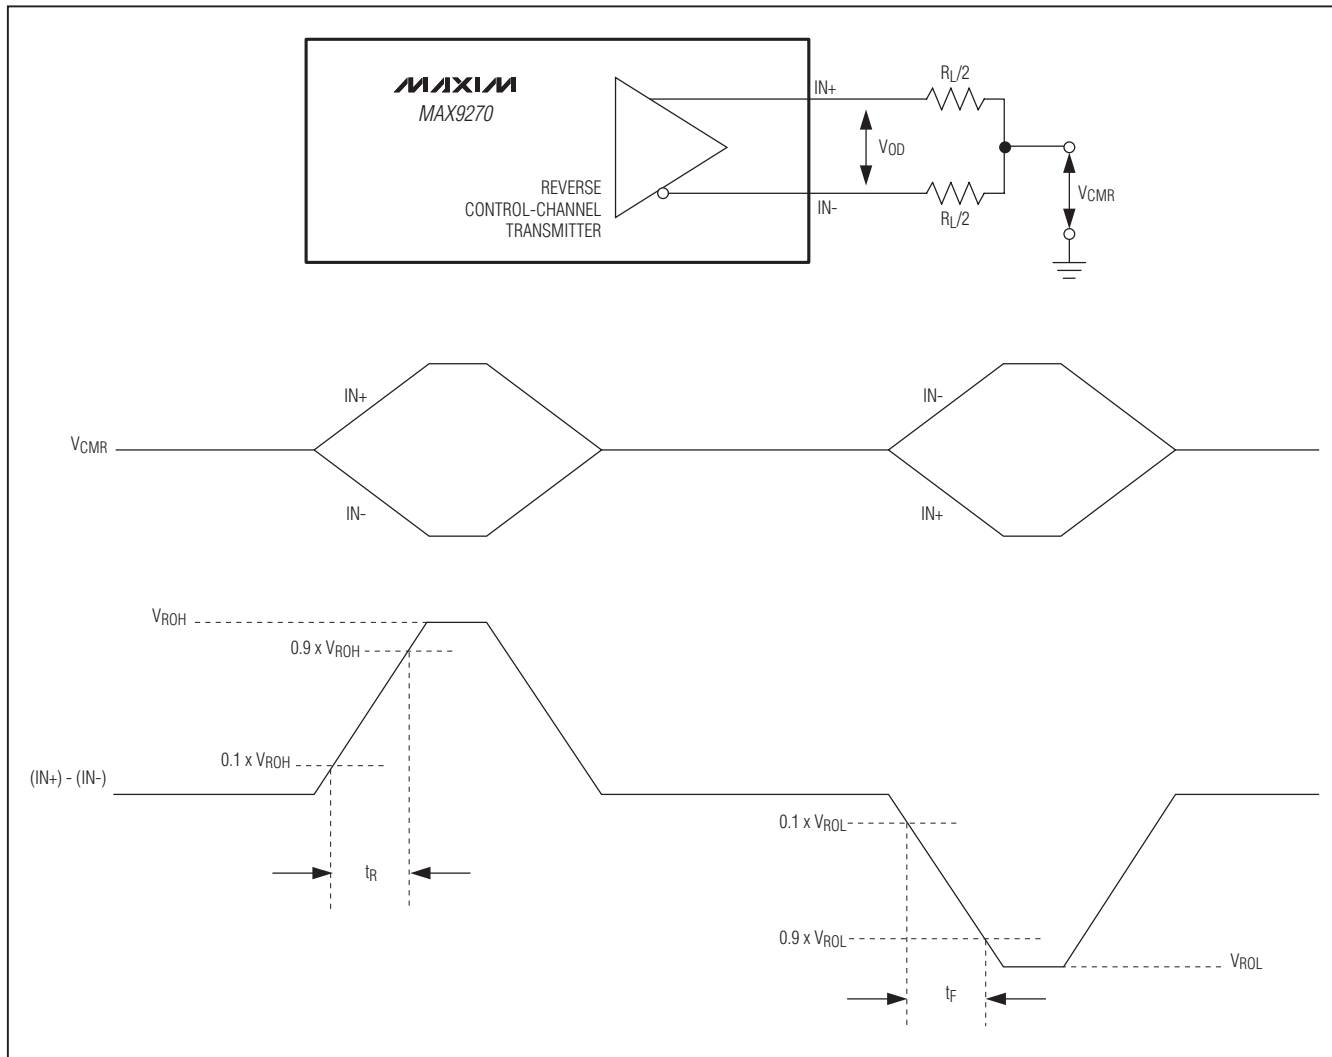 MAXIM
MAX9270
REVERSE
CONTROL-CHANNEL
TRANSMITTER
IN+
IN-
VOD
RL/2
RL/2
VCMR
VCMR
IN+
IN-
IN-
IN+
VROH
0.9 x VROH
0.1 x VROH
(IN+) - (IN-)
tR
0.1 x VROL
0.9 x VROL
VROL
tF